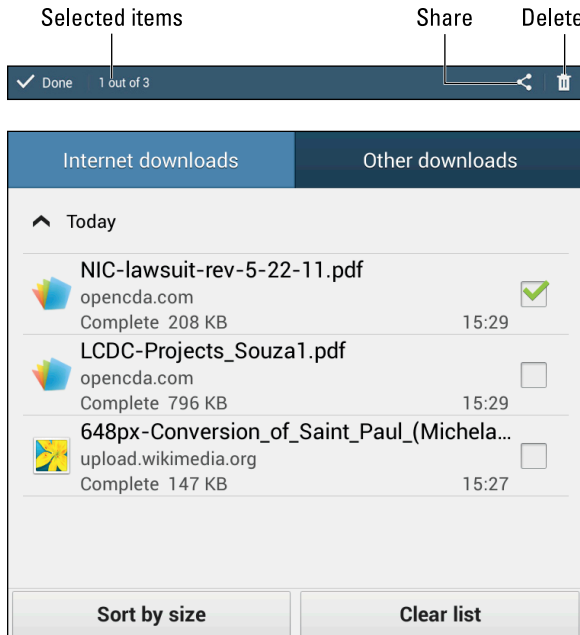 Selected items Share Delete
Done 1 out of 3
Internet downloads Other downloads
Today
NIC-lawsuit-rev-5-22-11.pdf
opencda.com
Complete 208 KB 15:29
LCDC-Projects_Souza1.pdf
opencda.com
Complete 796 KB 15:29
648px-Conversion_of_Saint_Paul_(Michela...
upload.wikimedia.org
Complete 147 KB 15:27
Sort by size Clear list